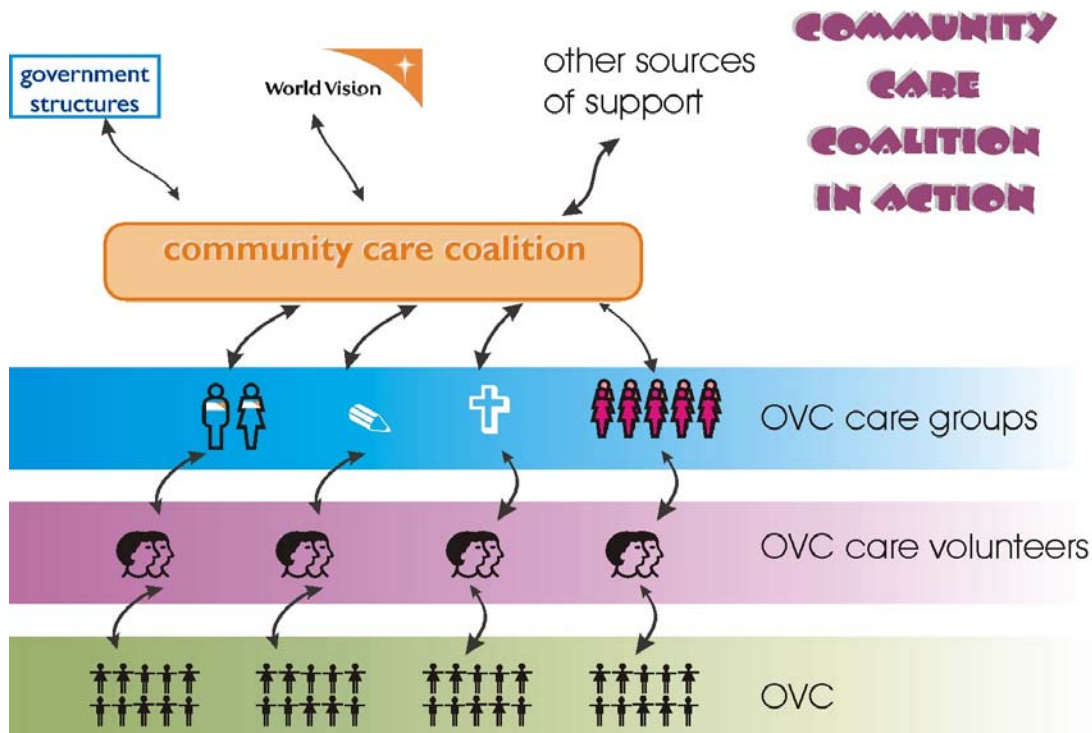 government
structures
World Vision
other sources
of support
COMMUNITY
CARE
COALITION
IN ACTION
community care coalition
OVC care groups
OVC care volunteers
OVC